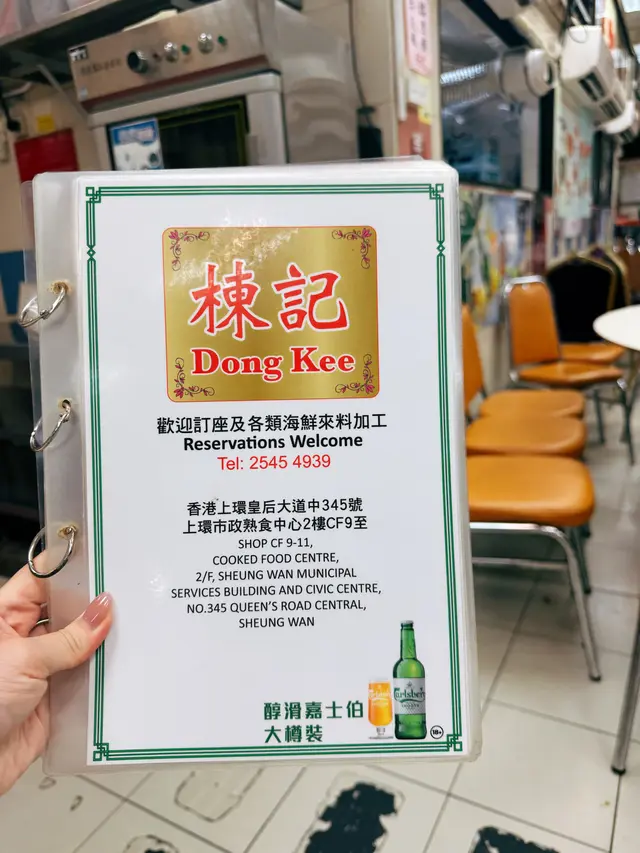 棟記
Dong Kee
歡迎訂座及各類海鮮來料加工
Reservations Welcome
Tel: 2545 4939
香港上環皇后大道中345號
上環市政熟食中心2樓CF9至
SHOP CF 9-11,
COOKED FOOD CENTRE,
2/F, SHEUNG WAN MUNICIPAL
SERVICES BUILDING AND CIVIC CENTRE,
NO.345 QUEEN'S ROAD CENTRAL,
SHEUNG WAN
醇滑嘉士伯
大樽裝
Carlsberg
18+